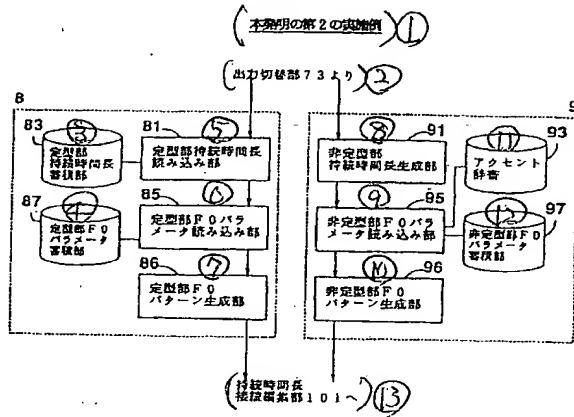 (本発明の第2の実施例) ①
(出力切替部73より) ②
8
9
83
③
定型部
持続時間長
蓄積部
81
⑤
定型部持続時間長
読み込み部
87
④
定型部F0
パラメータ
蓄積部
85
⑥
定型部F0パラ
メータ読み込み部
86
⑦
定型部F0
パターン生成部
91
⑧
非定型部
持続時間長生成部
93
⑪
アクセント
辞書
95
⑨
非定型部F0パラ
メータ読み込み部
97
⑫
非定型部F0
パラメータ
蓄積部
96
⑩
非定型部F0
パターン生成部
(持続時間長
接続編集部101へ) ⑬